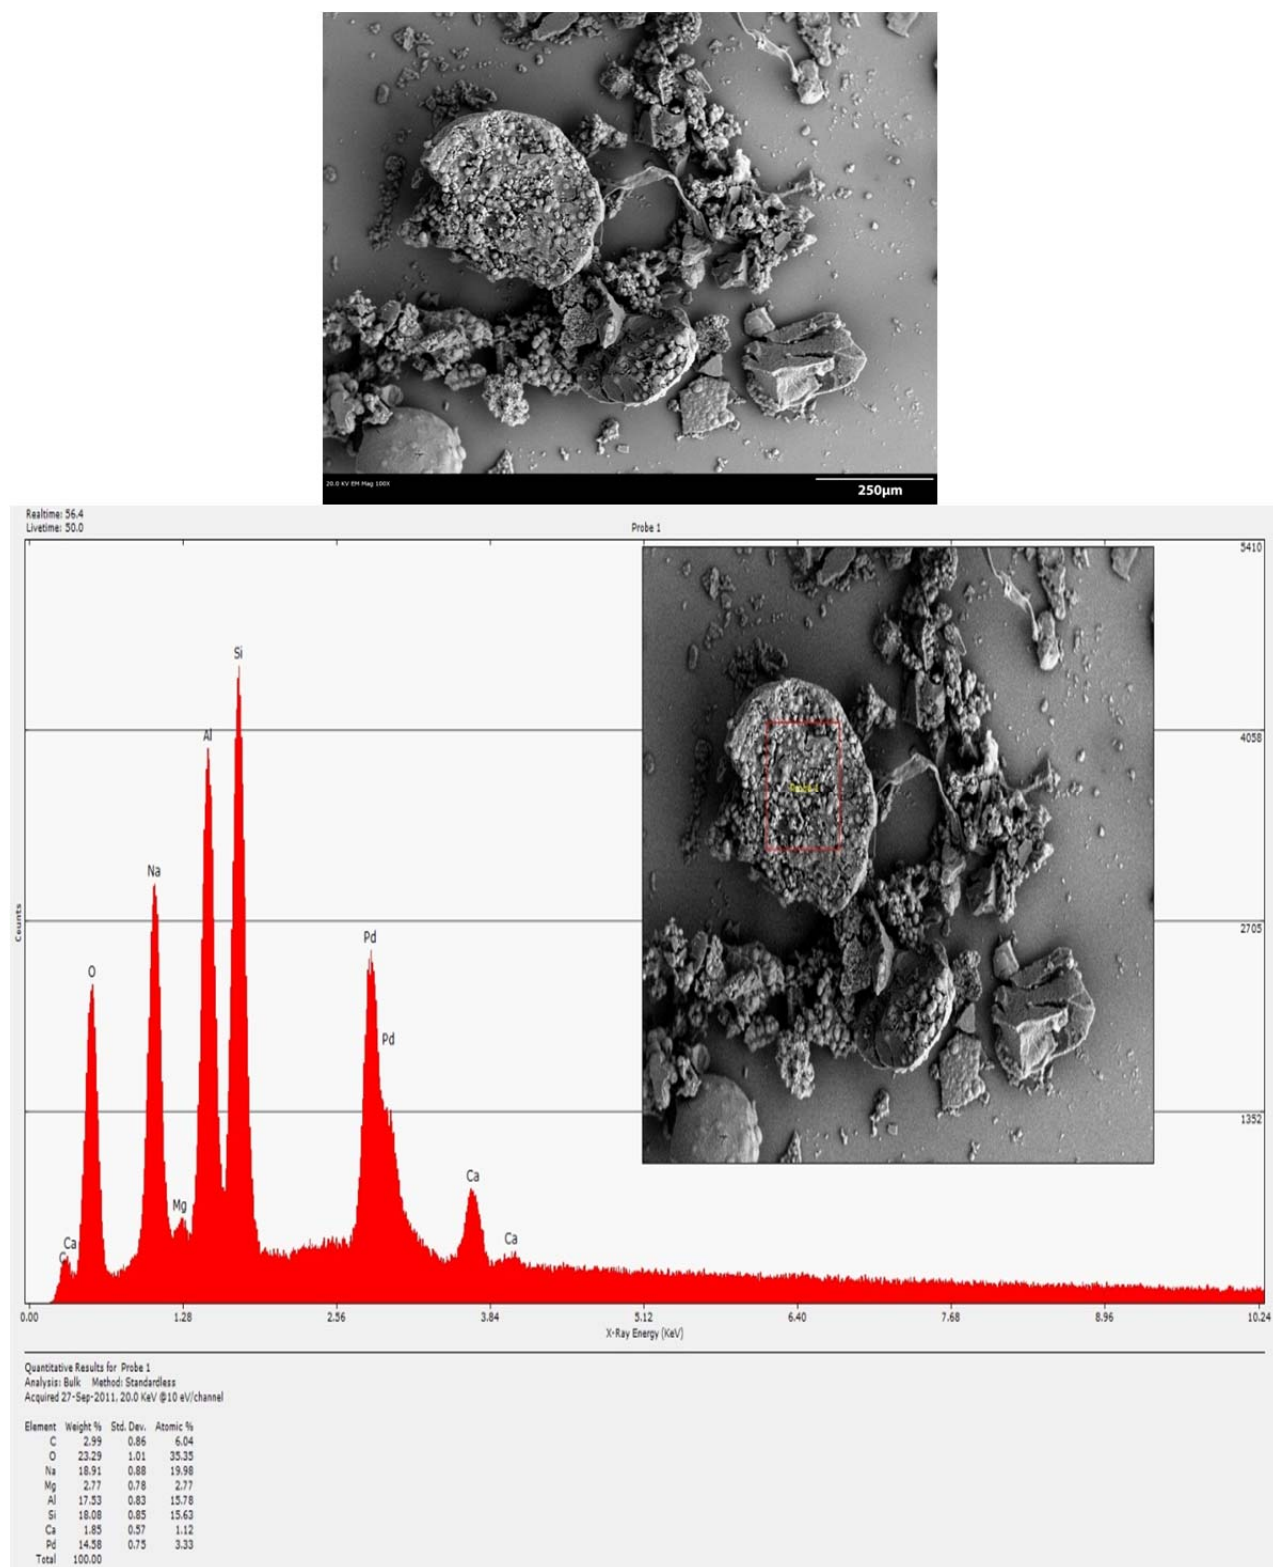 20.0 KV EM Mag 100X
250µm
Realtime: 56.4
Livetime: 50.0
Probe 1
5410
4058
2705
1352
Counts
Si
Al
Na
O
Pd
Pd
Mg
Ca
Ca
C
Ca
Probe 1
0.00 1.28 2.56 3.84 5.12 6.40 7.68 8.96 10.24
X-Ray Energy (KeV)
Quantitative Results for Probe 1
Analysis: Bulk Method: Standardless
Acquired 27-Sep-2011, 20.0 KeV @10 eV/channel
Element Weight % Std. Dev. Atomic %
C 2.99 0.86 6.04
O 23.29 1.01 35.35
Na 18.91 0.88 19.98
Mg 2.77 0.78 2.77
Al 17.53 0.83 15.78
Si 18.08 0.85 15.63
Ca 1.85 0.57 1.12
Pd 14.58 0.75 3.33
Total 100.00